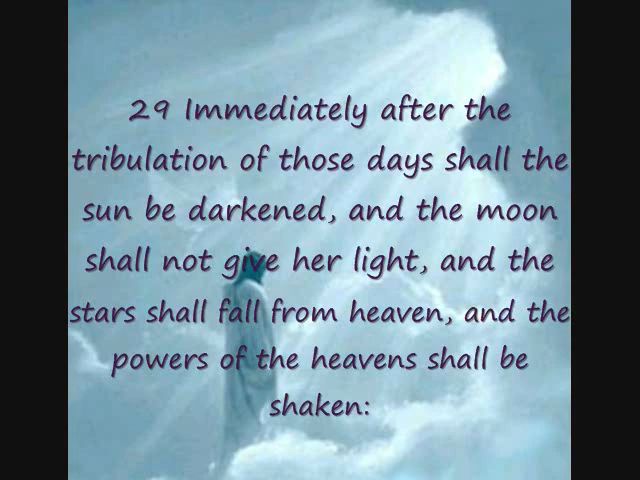 29 Immediately after the
tribulation of those days shall the
sun be darkened, and the moon
shall not give her light, and the
stars shall fall from heaven, and the
powers of the heavens shall be
shaken: